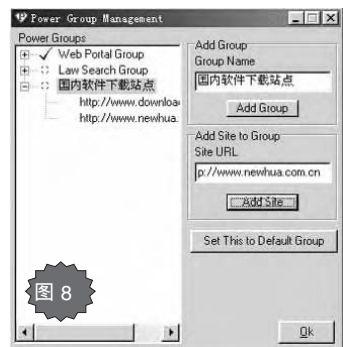 Power Group Management
Power Groups
Web Portal Group
Law Search Group
国内软件下载站点
http://www.downloa
http://www.newhua.
Add Group
Group Name
国内软件下载站点
Add Group
Add Site to Group
Site URL
p://www.newhua.com.cn
Add Site
Set This to Default Group
Ok
图 8